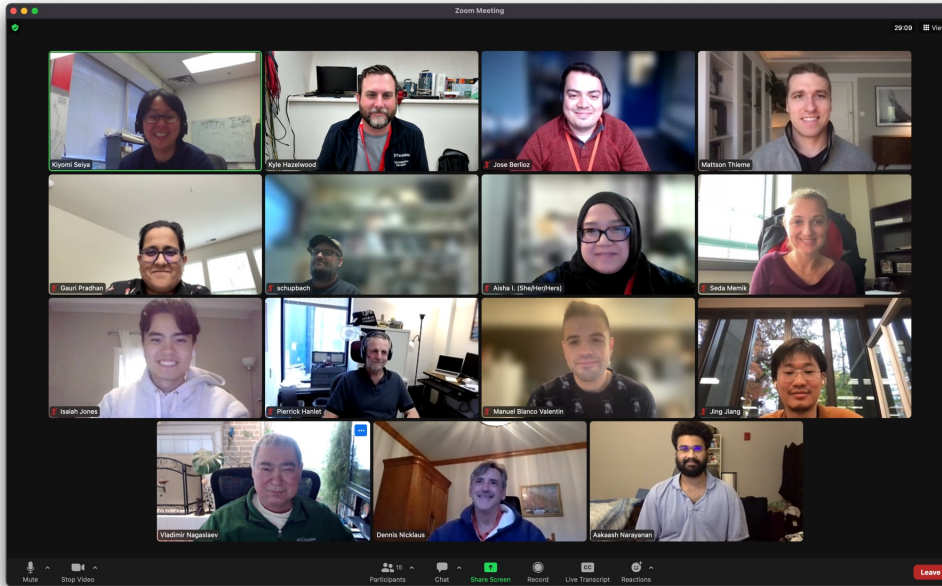 Zoom Meeting
29:09
Kiyomi Seiya
Kyle Hazelwood
Jose Berlioz
Mattson Thieme
Gauri Pradhan
schupbach
Aisha I. (She/Her/Hers)
Seda Memik
Isaiah Jones
Pierrick Hanlet
Manuel Blanco Valentin
Jing Jiang
Vladimir Nagaslaev
Dennis Nicklaus
Aakaash Narayanan
Mute
Stop Video
Participants
15
Chat
Share Screen
Record
CC
Live Transcript
Reactions
Leave